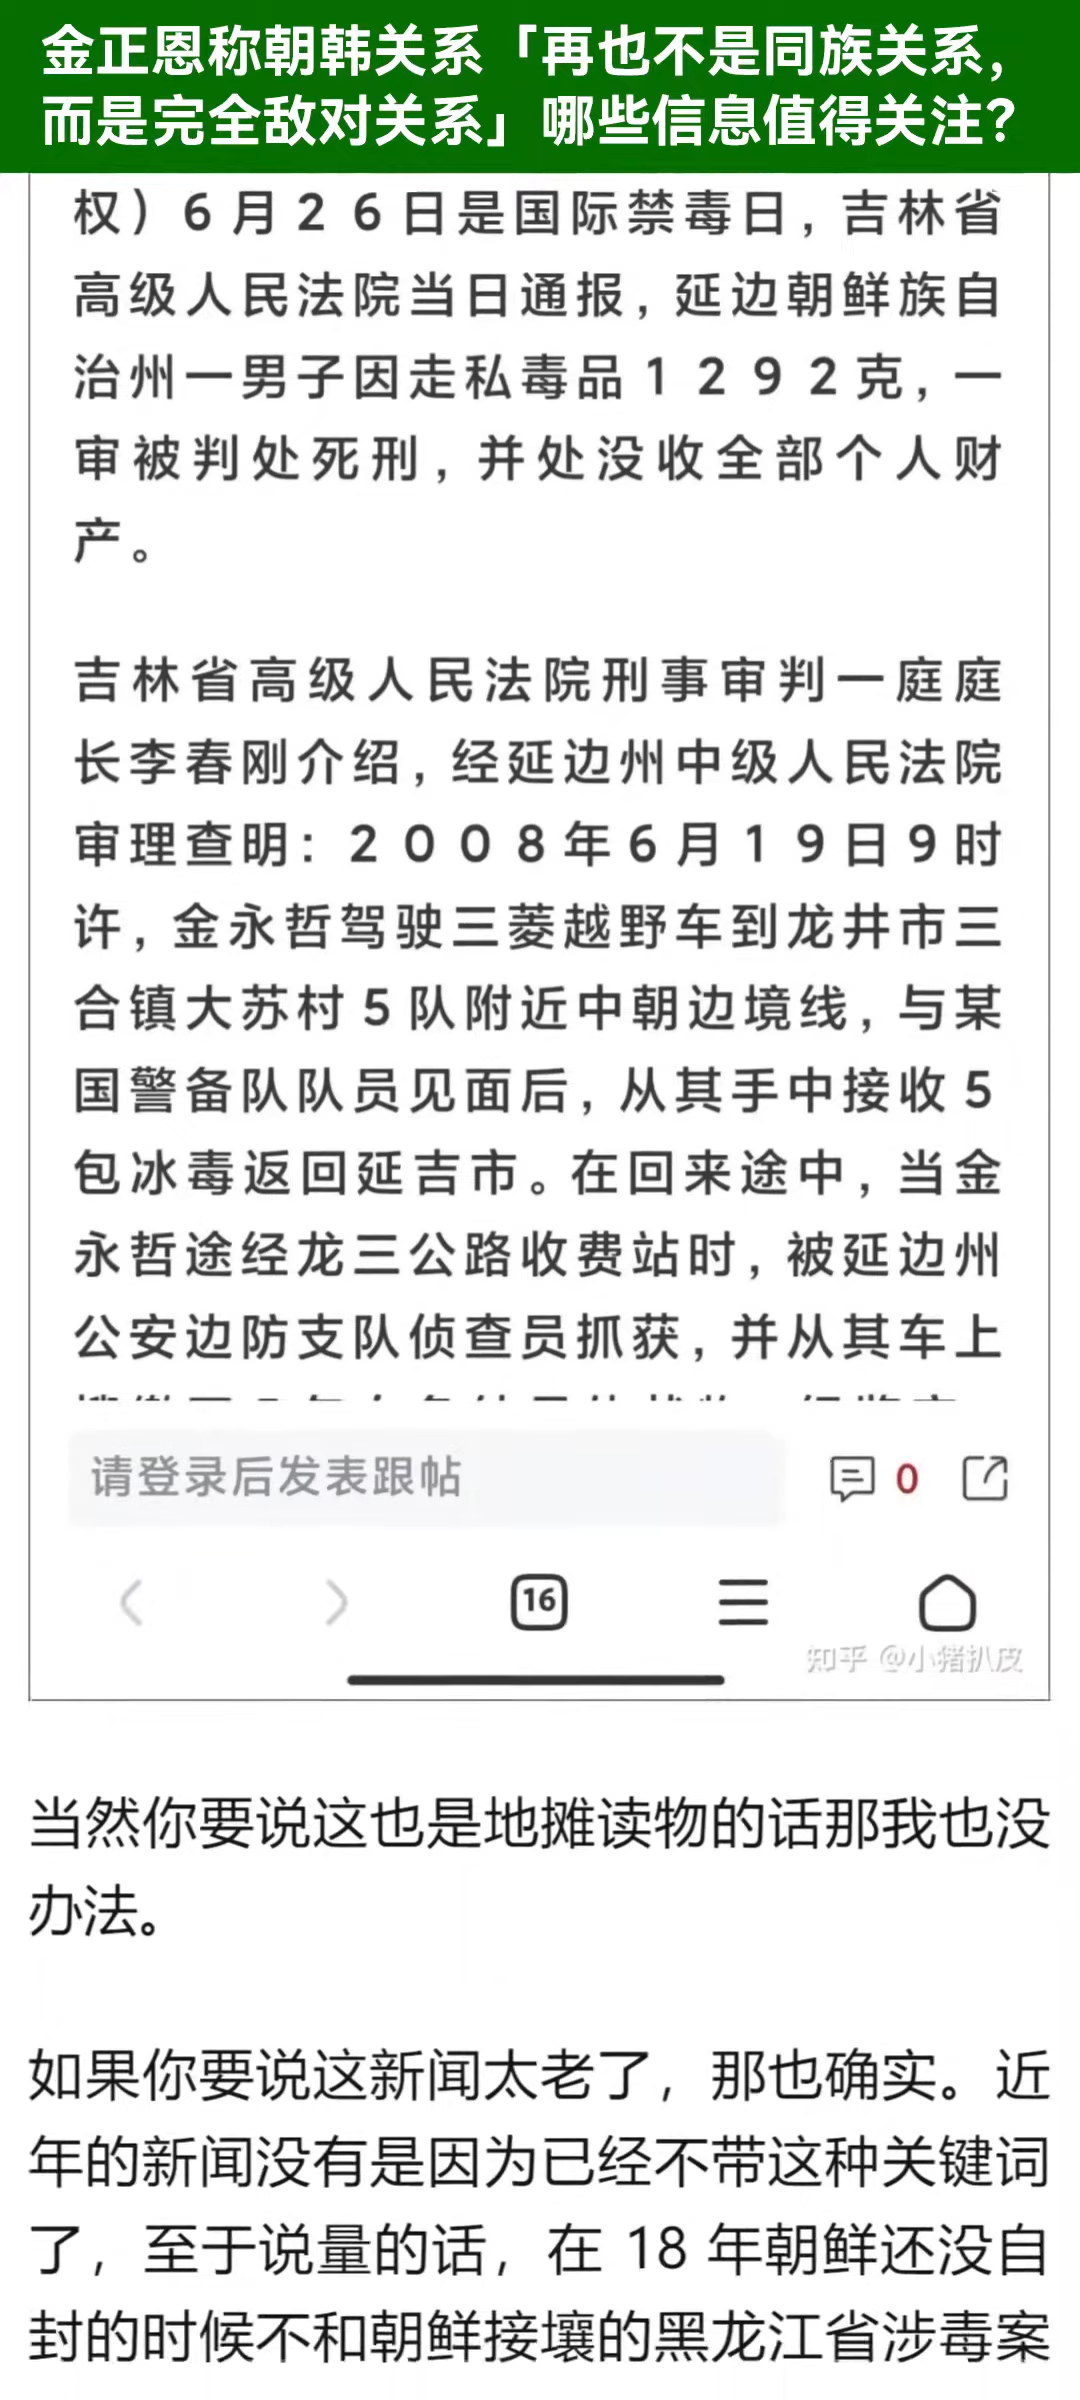 金正恩称朝韩关系「再也不是同族关系，
而是完全敌对关系」哪些信息值得关注？
权）6月26日是国际禁毒日，吉林省
高级人民法院当日通报，延边朝鲜族自
治州一男子因走私毒品1292克，一
审被判处死刑，并处没收全部个人财
产。
吉林省高级人民法院刑事审判一庭庭
长李春刚介绍，经延边州中级人民法院
审理查明：2008年6月19日9时
许，金永哲驾驶三菱越野车到龙井市三
合镇大苏村5队附近中朝边境线，与某
国警备队队员见面后，从其手中接收5
包冰毒返回延吉市。在回来途中，当金
永哲途经龙三公路收费站时，被延边州
公安边防支队侦查员抓获，并从其车上
请登录后发表跟帖
0
16
知乎 @小猪扒皮
当然你要说这也是地摊读物的话那我也没
办法。
如果你要说这新闻太老了，那也确实。近
年的新闻没有是因为已经不带这种关键词
了，至于说量的话，在 18 年朝鲜还没自
封的时候不和朝鲜接壤的黑龙江省涉毒案